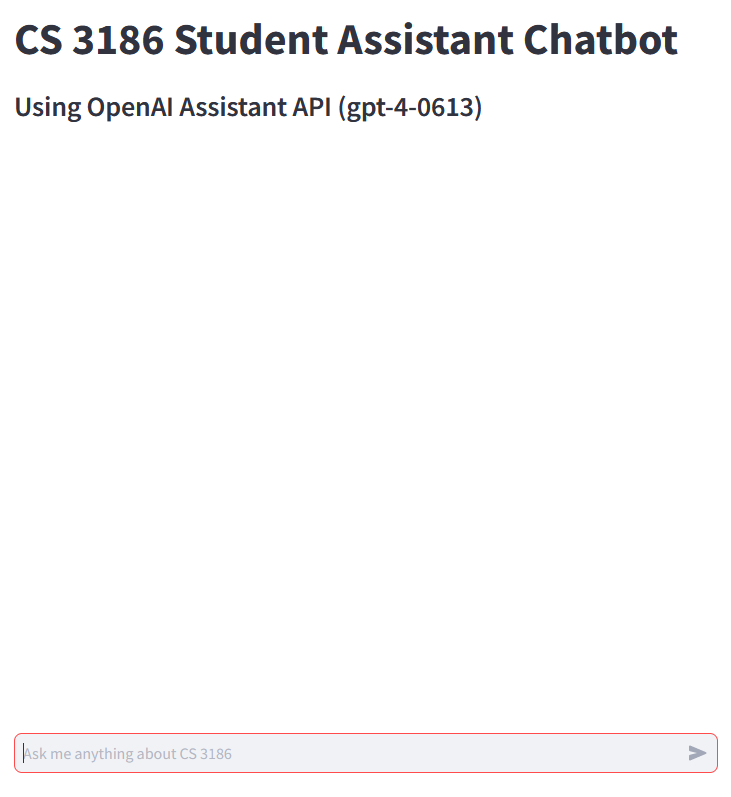 CS 3186 Student Assistant Chatbot
Using OpenAI Assistant API (gpt-4-0613)
Ask me anything about CS 3186